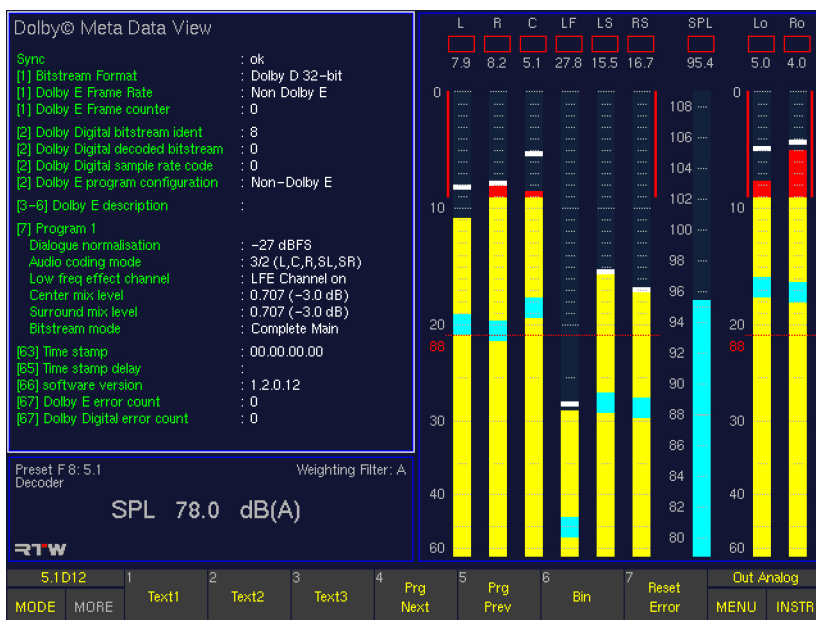 Dolby© Meta Data View
Sync : ok
[1] Bitstream Format : Dolby D 32-bit
[1] Dolby E Frame Rate : Non Dolby E
[1] Dolby E Frame counter : 0
[2] Dolby Digital bitstream ident : 8
[2] Dolby Digital decoded bitstream : 0
[2] Dolby Digital sample rate code : 0
[2] Dolby E program configuration : Non-Dolby E
[3-6] Dolby E description :
[7] Program 1
Dialogue normalisation : -27 dBFS
Audio coding mode : 3/2 (L,C,R,SL,SR)
Low freq effect channel : LFE Channel on
Center mix level : 0.707 (-3.0 dB)
Surround mix level : 0.707 (-3.0 dB)
Bitstream mode : Complete Main
[63] Time stamp : 00.00.00.00
[65] Time stamp delay :
[66] software version : 1.2.0.12
[67] Dolby E error count : 0
[67] Dolby Digital error count : 0
Preset F 8: 5.1 Weighting Filter: A
Decoder
SPL 78.0 dB(A)
RTW
L R C LF LS RS SPL Lo Ro
7.9 8.2 5.1 27.8 15.5 16.7 95.4 5.0 4.0
0 0
108
106
104
102
10 10
100
98
96
94
20 20
86 86
92
90
30 30
88
86
84
40 40
82
80
60 60
5.1D12 1 Text1 2 Text2 3 Text3 4 Prg Next 5 Prg Prev 6 Bin 7 Reset Error Out Analog
MODE MORE MENU INSTR